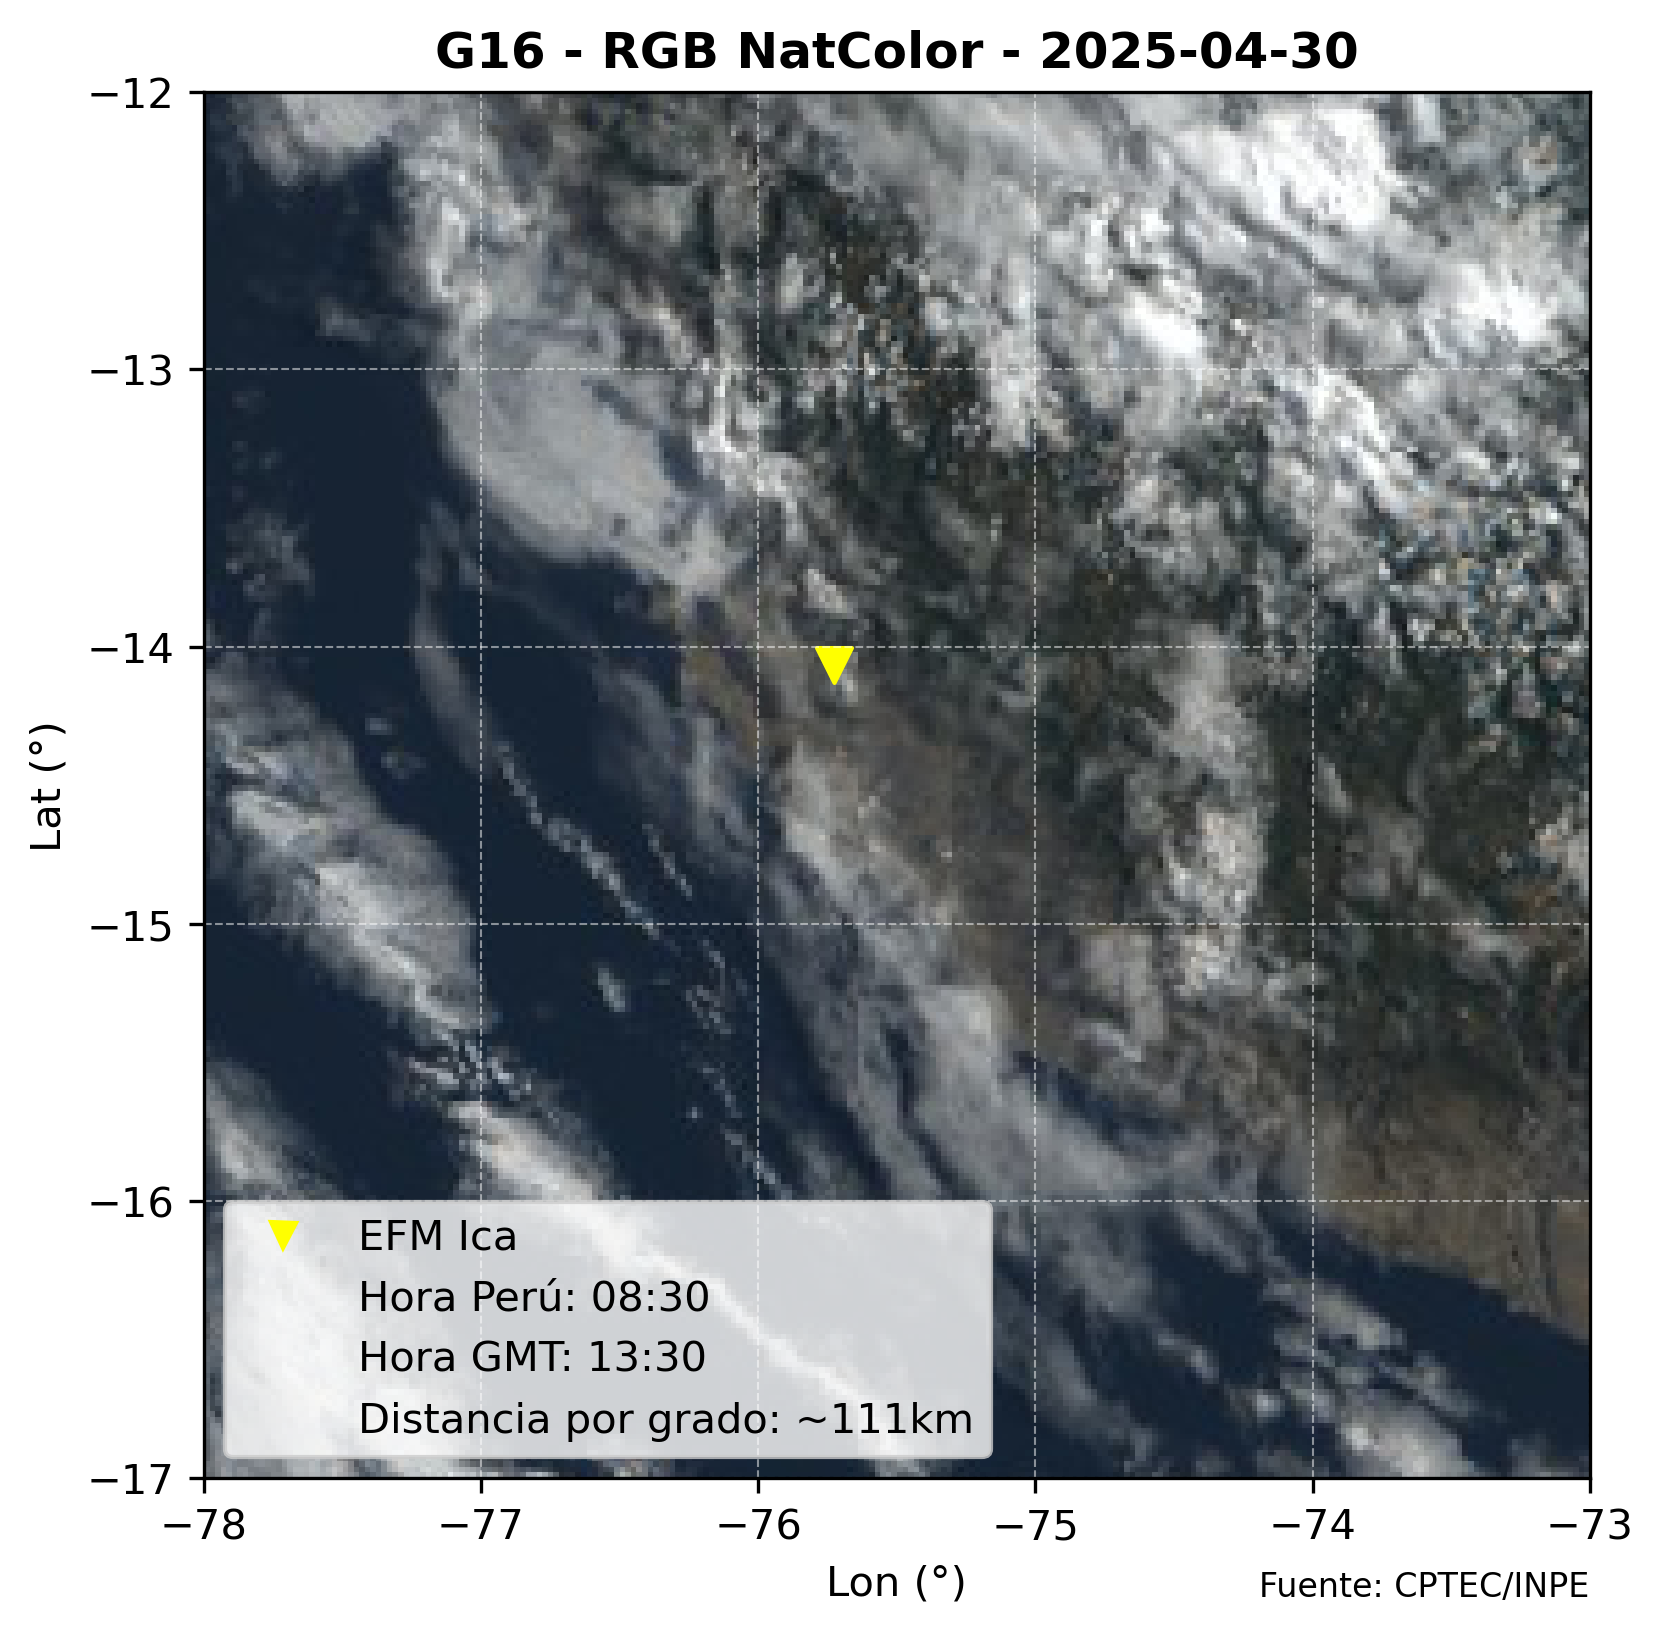 G16 - RGB NatColor - 2025-04-30
−12
−13
−14
−15
−16
−17
Lat (°)
EFM Ica
Hora Perú: 08:30
Hora GMT: 13:30
Distancia por grado: ~111km
−78
−77
−76
−75
−74
−73
Lon (°)
Fuente: CPTEC/INPE